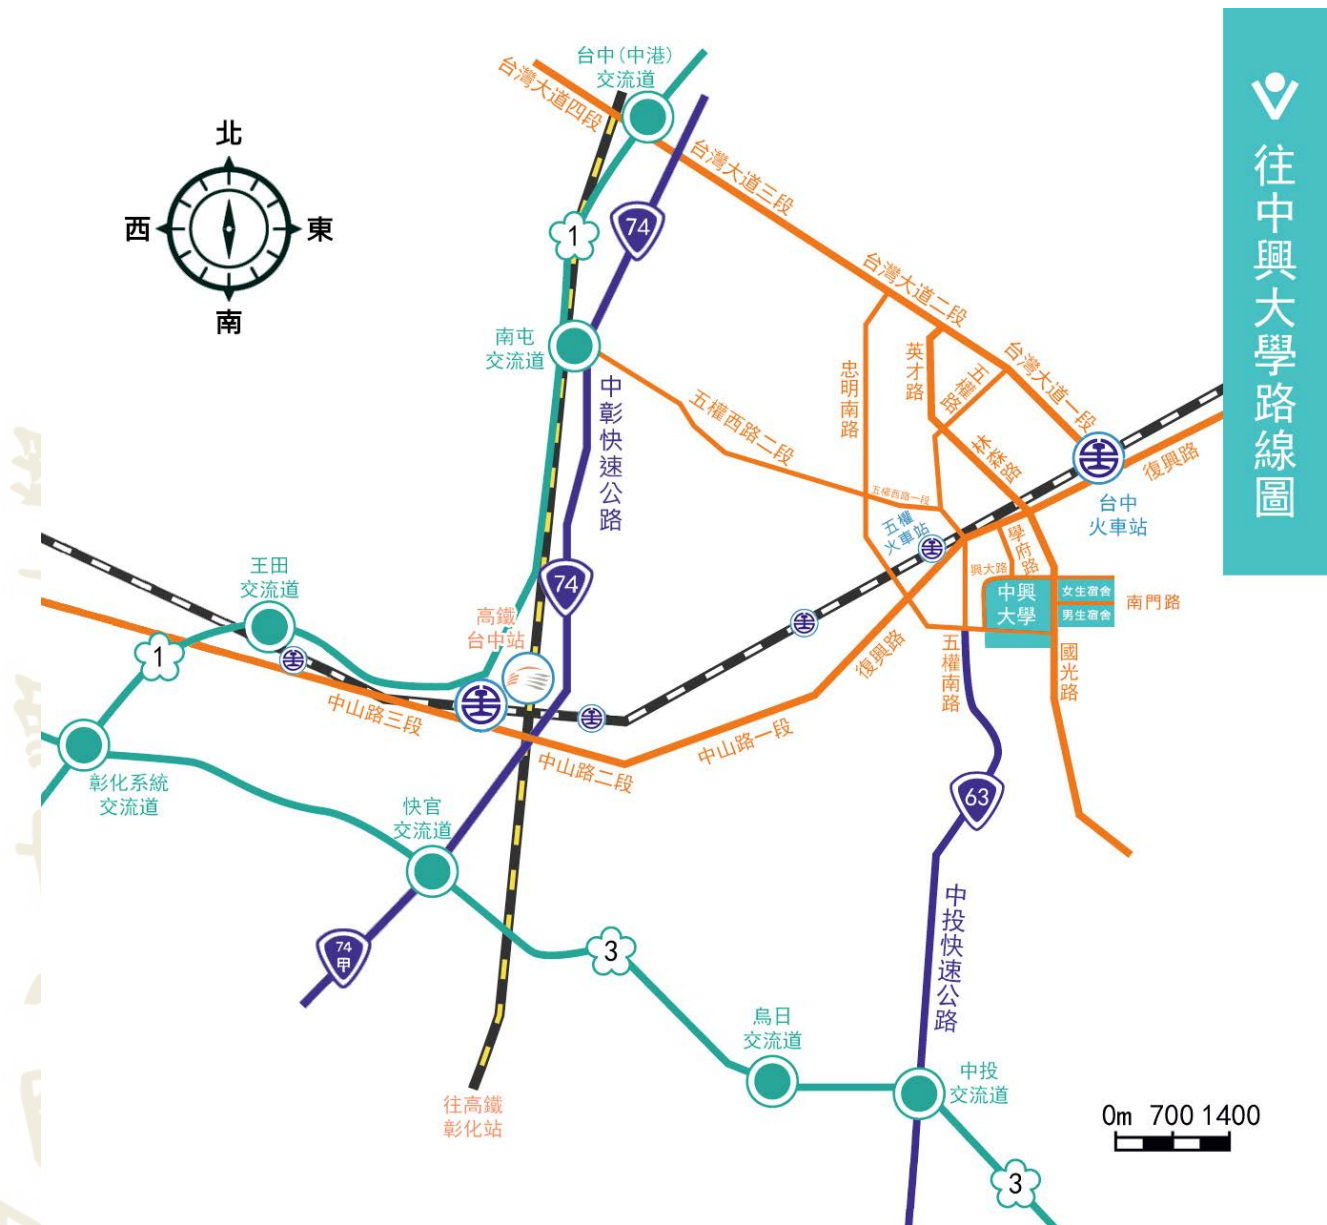 往中興大學路線圖
北
西
東
南
台中(中港)
交流道
台灣大道四段
台灣大道三段
1
74
台灣大道二段
南屯
交流道
英才路
五權路
台灣大道一段
忠明南路
中彰快速公路
五權西路二段
林森路
復興路
五權西路一段
五權
火車站
台中
火車站
學府路
王田
交流道
74
興大路
中興
大學
女生宿舍
男生宿舍
南門路
高鐵
台中站
1
復興路
五權南路
國光路
中山路三段
中山路二段
中山路一段
彰化系統
交流道
快官
交流道
63
74
甲
3
中投快速公路
烏日
交流道
中投
交流道
往高鐵
彰化站
0m 700 1400
3